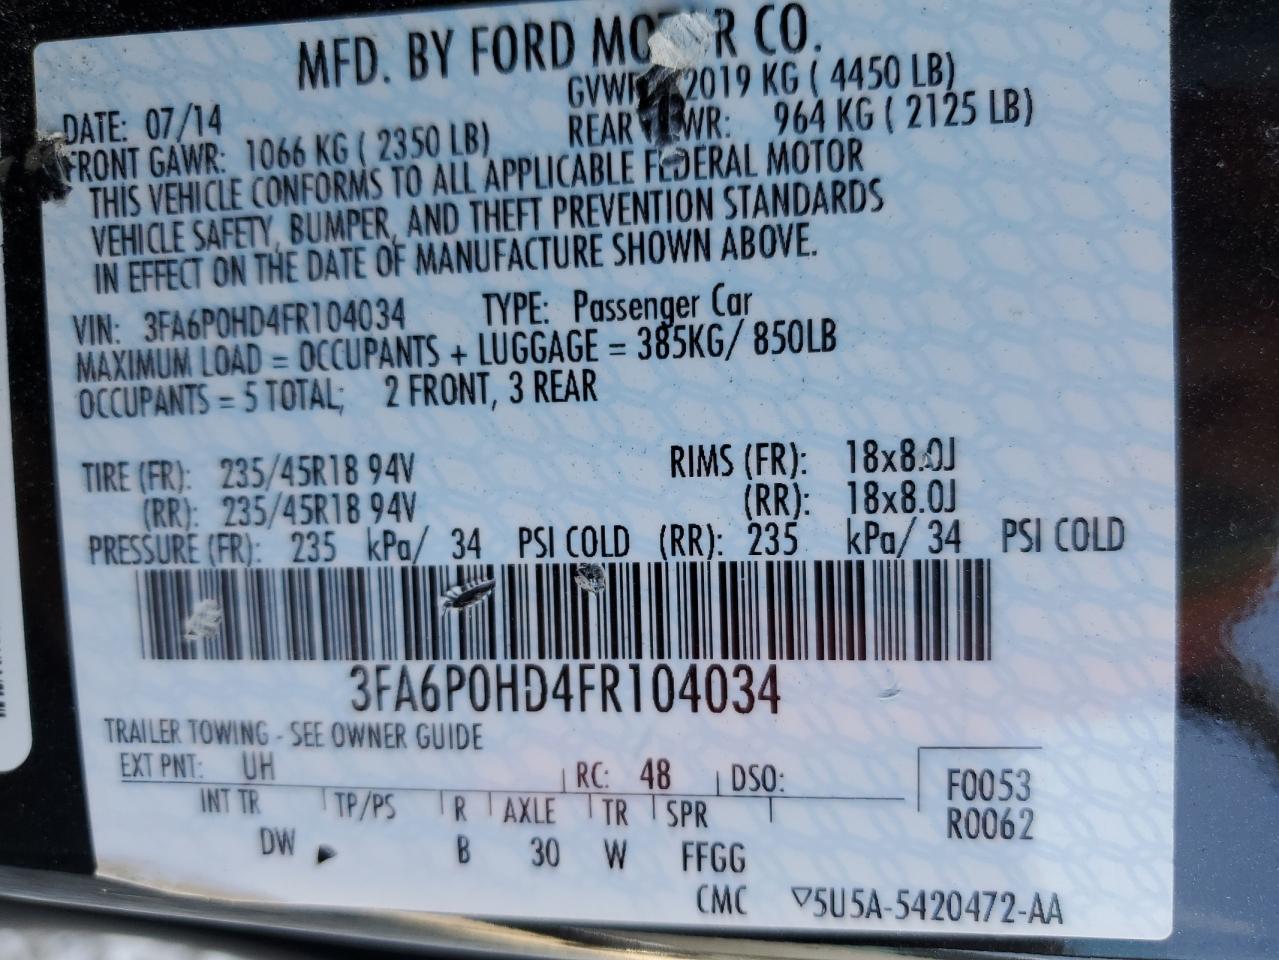 MFD. BY FORD MOTOR CO.
DATE: 07/14 GVWR: 2019 KG ( 4450 LB)
FRONT GAWR: 1066 KG ( 2350 LB) REAR GAWR: 964 KG ( 2125 LB)
THIS VEHICLE CONFORMS TO ALL APPLICABLE FEDERAL MOTOR
VEHICLE SAFETY, BUMPER, AND THEFT PREVENTION STANDARDS
IN EFFECT ON THE DATE OF MANUFACTURE SHOWN ABOVE.
VIN: 3FA6P0HD4FR104034 TYPE: Passenger Car
MAXIMUM LOAD = OCCUPANTS + LUGGAGE = 385KG/ 850LB
OCCUPANTS = 5 TOTAL; 2 FRONT, 3 REAR
TIRE (FR): 235/45R18 94V RIMS (FR): 18x8.0J
(RR): 235/45R18 94V (RR): 18x8.0J
PRESSURE (FR): 235 kPa/ 34 PSI COLD (RR): 235 kPa/ 34 PSI COLD
3FA6P0HD4FR104034
TRAILER TOWING - SEE OWNER GUIDE
EXT PNT: UH RC: 48 DSO: F0053
INT TR TP/PS R AXLE TR SPR R0062
DW B 30 W FFGG
CMC ▽5U5A-5420472-AA